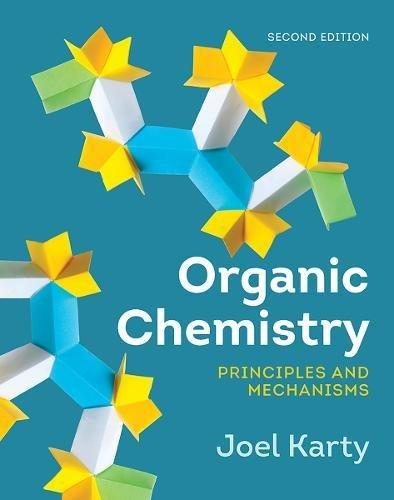 SECOND EDITION
Organic
Chemistry
PRINCIPLES AND
MECHANISMS
Joel Karty